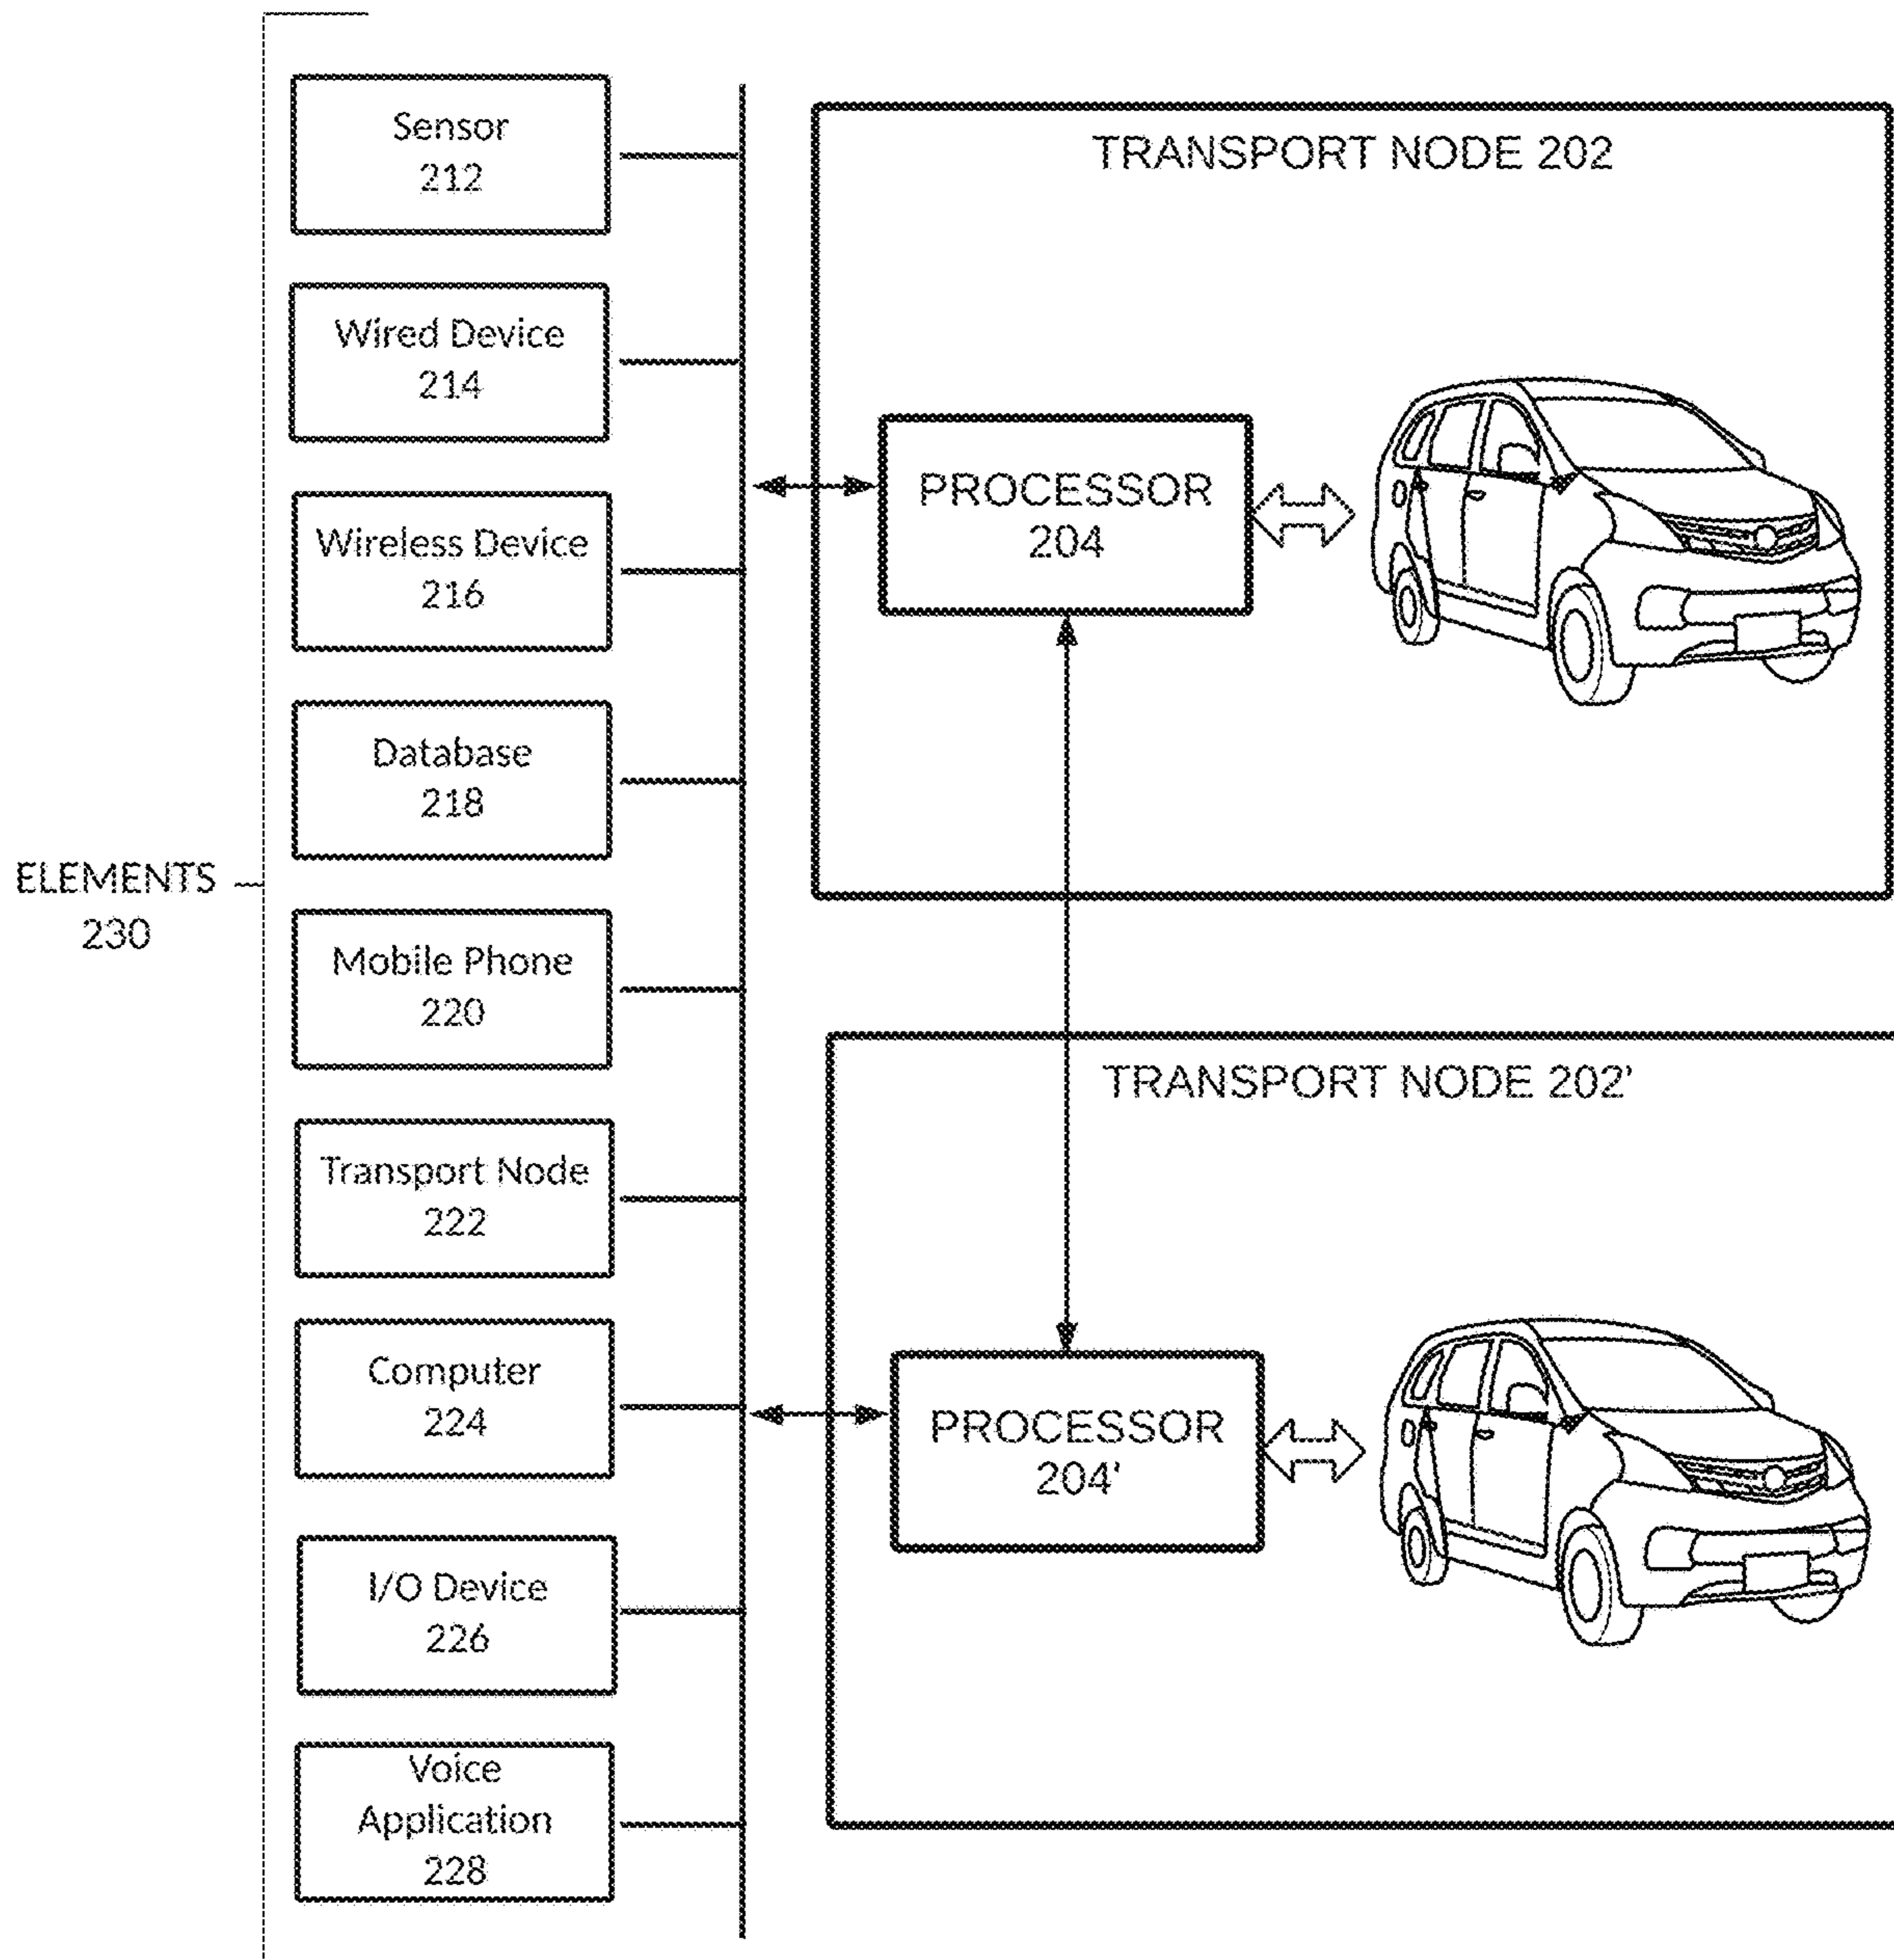 ELEMENTS
230
Sensor
212
Wired Device
214
Wireless Device
216
Database
218
Mobile Phone
220
Transport Node
222
Computer
224
I/O Device
226
Voice
Application
228
TRANSPORT NODE 202
PROCESSOR
204
TRANSPORT NODE 202'
PROCESSOR
204'